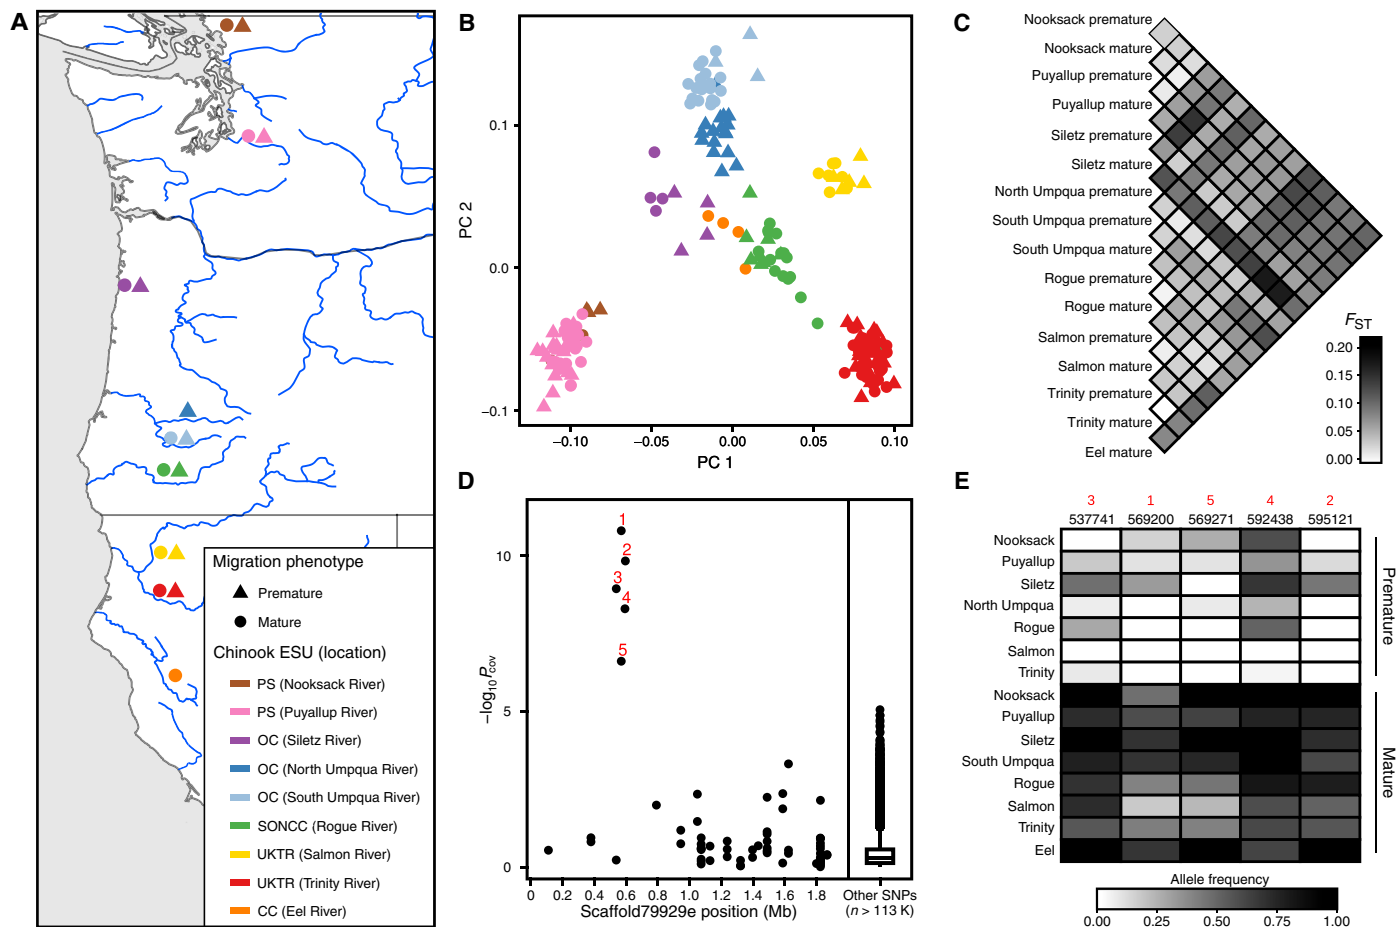 A
Migration phenotype
Premature
Mature
Chinook ESU (location)
PS (Nooksack River)
PS (Puyallup River)
OC (Siletz River)
OC (North Umpqua River)
OC (South Umpqua River)
SONCC (Rogue River)
UKTR (Salmon River)
UKTR (Trinity River)
CC (Eel River)
B
PC 2
0.1
0.0
−0.1
−0.10
−0.05
0.00
0.05
0.10
PC 1
C
Nooksack premature
Nooksack mature
Puyallup premature
Puyallup mature
Siletz premature
Siletz mature
North Umpqua premature
South Umpqua premature
South Umpqua mature
Rogue premature
Rogue mature
Salmon premature
Salmon mature
Trinity premature
Trinity mature
Eel mature
FST
0.20
0.15
0.10
0.05
0.00
D
−log10Pcov
10
5
0
1
2
3
4
5
0 0.2 0.4 0.6 0.8 1.0 1.2 1.4 1.6 1.8
Scaffold79929e position (Mb)
Other SNPs
(n > 113 K)
E
3 1 5 4 2
537741 569200 569271 592438 595121
Nooksack
Puyallup
Siletz
North Umpqua
Rogue
Salmon
Trinity
Premature
Nooksack
Puyallup
Siletz
South Umpqua
Rogue
Salmon
Trinity
Eel
Mature
Allele frequency
0.00 0.25 0.50 0.75 1.00